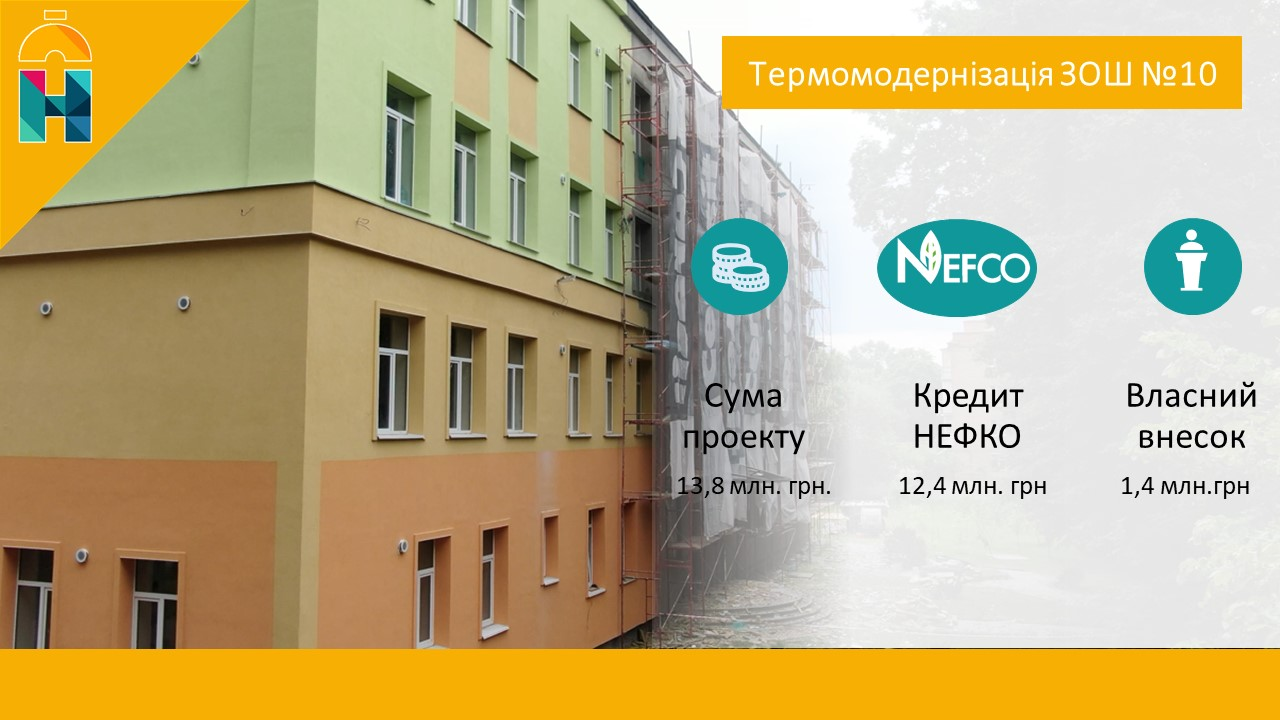 Термомодернізація ЗОШ №10
NEFCO
Сума
проекту
13,8 млн. грн.
Кредит
НЕФКО
12,4 млн. грн
Власний
внесок
1,4 млн.грн